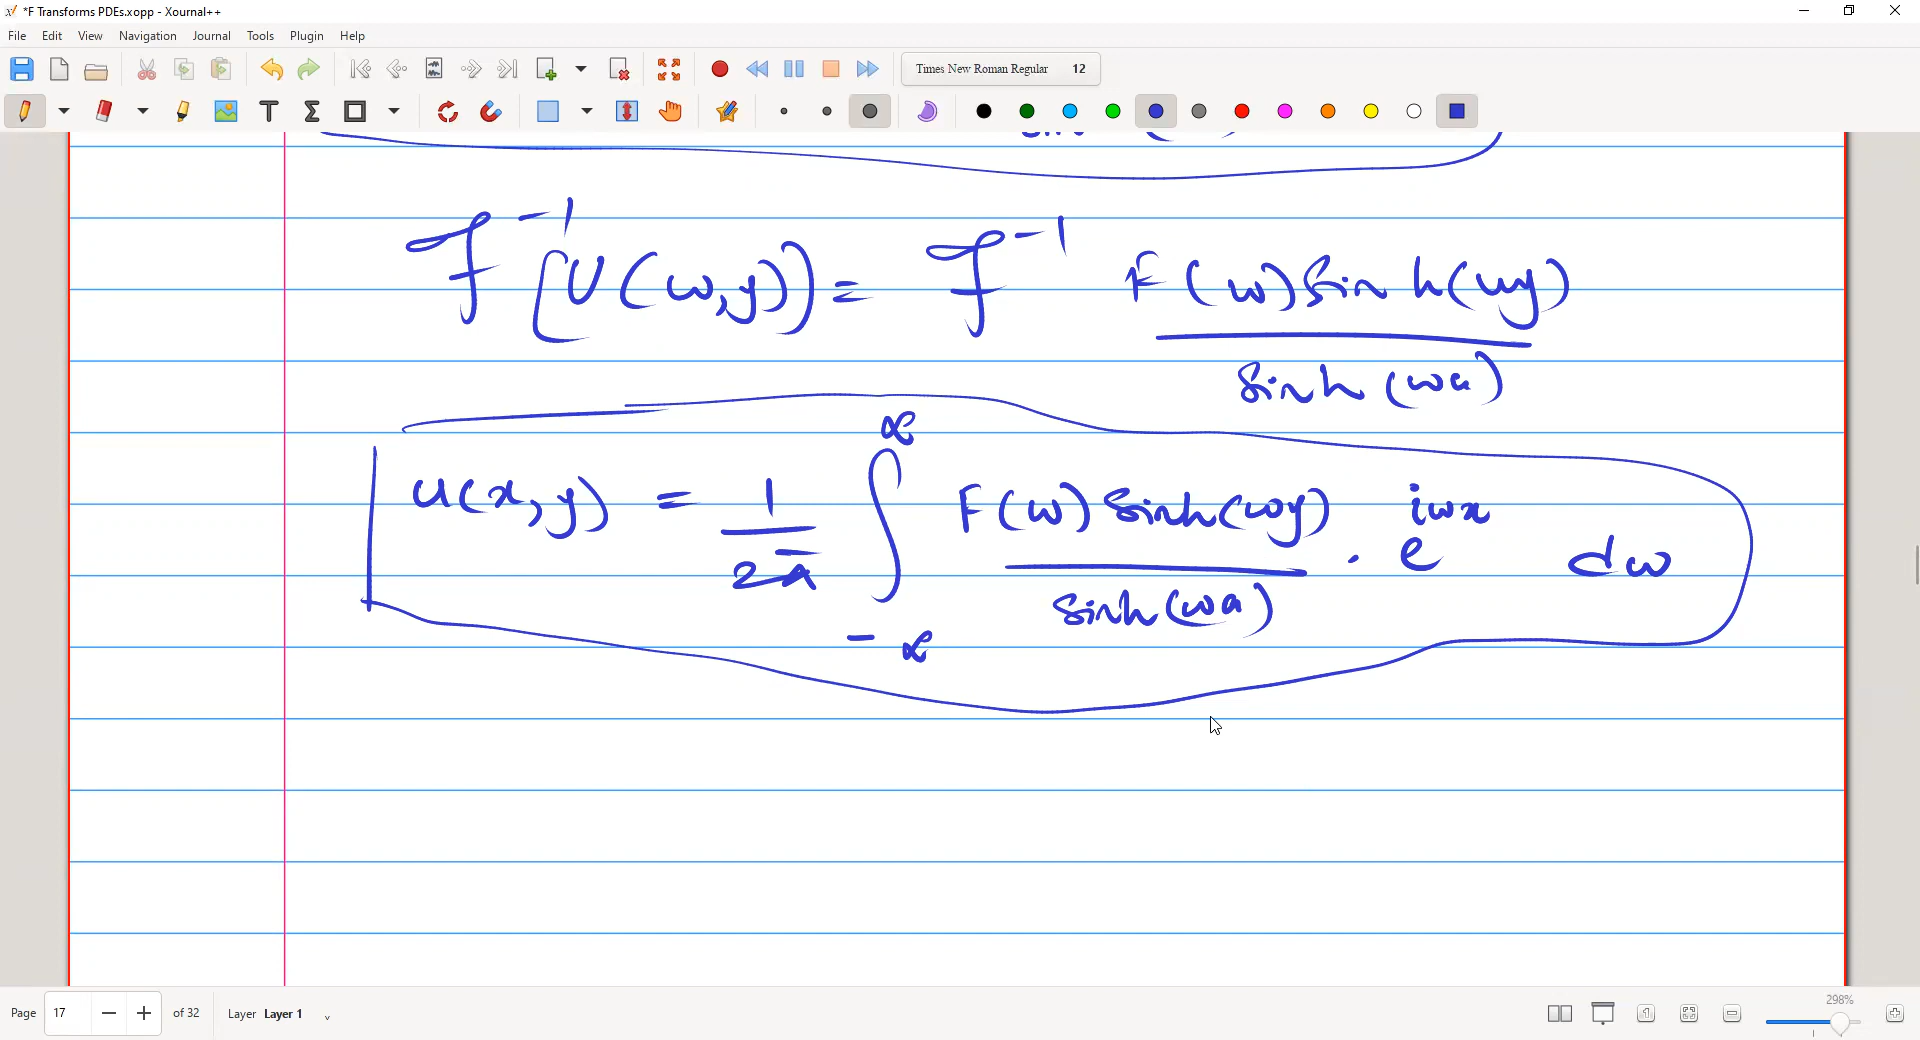 *F Transforms PDEs.xopp - Xournal++
File Edit View Navigation Journal Tools Plugin Help
Times New Roman Regular 12
F⁻¹[U(ω,y)] = F⁻¹ F(ω)sinh(ωy)
sinh(ωa)
u(x,y) = 1/2π ∫_{-∞}^{∞} F(ω)sinh(ωy)/sinh(ωa) · e^{iωx} dω
Page 17 of 32 Layer Layer 1 298%